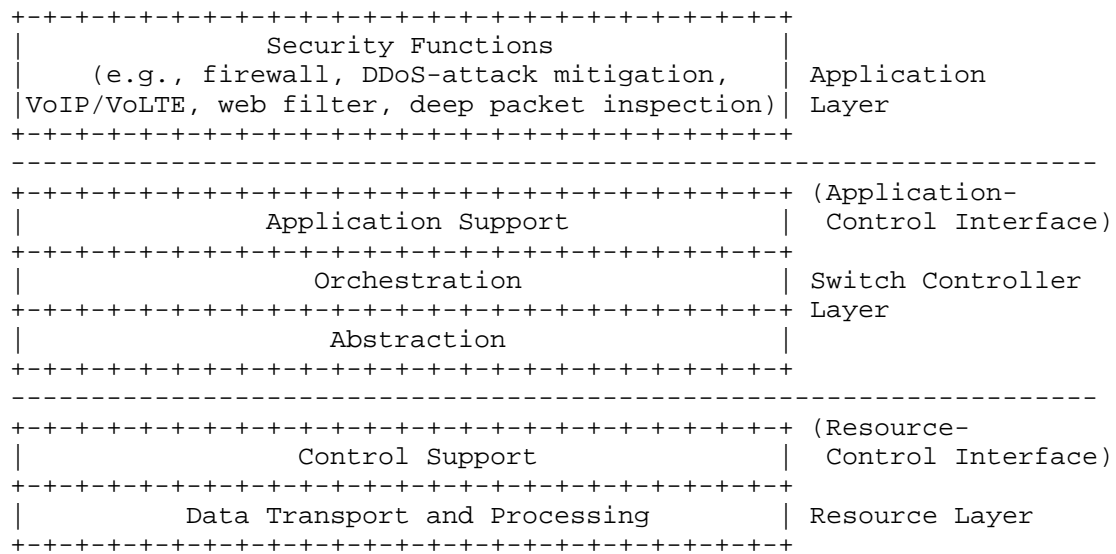 +-+-+-+-+-+-+-+-+-+-+-+-+-+-+-+-+-+-+-+-+-+-+-+-+
|               Security Functions              |
|    (e.g., firewall, DDoS-attack mitigation,   | Application
|VoIP/VoLTE, web filter, deep packet inspection)| Layer
+-+-+-+-+-+-+-+-+-+-+-+-+-+-+-+-+-+-+-+-+-+-+-+-+
--------------------------------------------------------------------
+-+-+-+-+-+-+-+-+-+-+-+-+-+-+-+-+-+-+-+-+-+-+-+-+ (Application-
|               Application Support             |  Control Interface)
+-+-+-+-+-+-+-+-+-+-+-+-+-+-+-+-+-+-+-+-+-+-+-+-+
|                  Orchestration                | Switch Controller
+-+-+-+-+-+-+-+-+-+-+-+-+-+-+-+-+-+-+-+-+-+-+-+-+ Layer
|                   Abstraction                 |
+-+-+-+-+-+-+-+-+-+-+-+-+-+-+-+-+-+-+-+-+-+-+-+-+
--------------------------------------------------------------------
+-+-+-+-+-+-+-+-+-+-+-+-+-+-+-+-+-+-+-+-+-+-+-+-+ (Resource-
|                 Control Support               |  Control Interface)
+-+-+-+-+-+-+-+-+-+-+-+-+-+-+-+-+-+-+-+-+-+-+-+-+
|          Data Transport and Processing        | Resource Layer
+-+-+-+-+-+-+-+-+-+-+-+-+-+-+-+-+-+-+-+-+-+-+-+-+